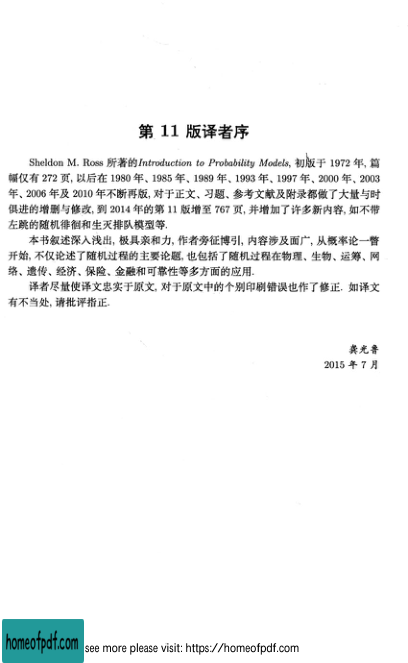 第 11 版译者序
Sheldon M. Ross 所著的Introduction to Probability Models, 初版于 1972 年, 篇
幅仅有 272 页, 以后在 1980 年、1985 年、1989 年、1993 年、1997 年、2000 年、2003
年、2006 年及 2010 年不断再版, 对于正文、习题、参考文献及附录都做了大量与时
俱进的增删与修改, 到 2014 年的第 11 版增至 767 页, 并增加了许多新内容, 如不带
左跳的随机徘徊和生灭排队模型等.
本书叙述深入浅出, 极具亲和力, 作者旁征博引, 内容涉及面广, 从概率论一瞥
开始, 不仅论述了随机过程的主要论题, 也包括了随机过程在物理、生物、运筹、网
络、遗传、经济、保险、金融和可靠性等多方面的应用.
译者尽量使译文忠实于原文, 对于原文中的个别印刷错误也作了修正. 如译文
有不当处, 请批评指正.
龚光鲁
2015 年 7 月
homeofpdf.com
see more please visit: https://homeofpdf.com